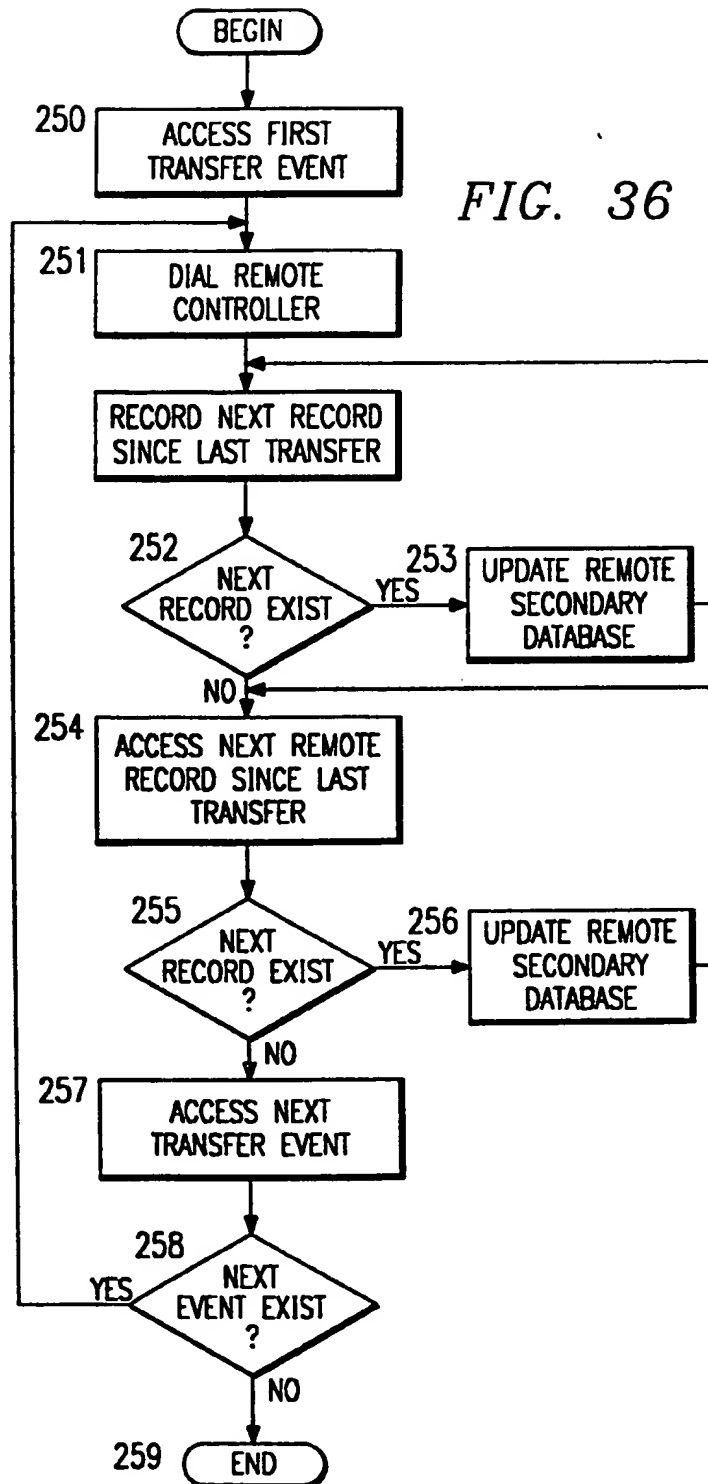 BEGIN
250
ACCESS FIRST
TRANSFER EVENT
FIG. 36
251
DIAL REMOTE
CONTROLLER
RECORD NEXT RECORD
SINCE LAST TRANSFER
252
NEXT
RECORD EXIST
?
YES
253
UPDATE REMOTE
SECONDARY
DATABASE
NO
254
ACCESS NEXT REMOTE
RECORD SINCE LAST
TRANSFER
255
NEXT
RECORD EXIST
?
YES
256
UPDATE REMOTE
SECONDARY
DATABASE
NO
257
ACCESS NEXT
TRANSFER EVENT
258
NEXT
EVENT EXIST
?
YES
NO
259
END